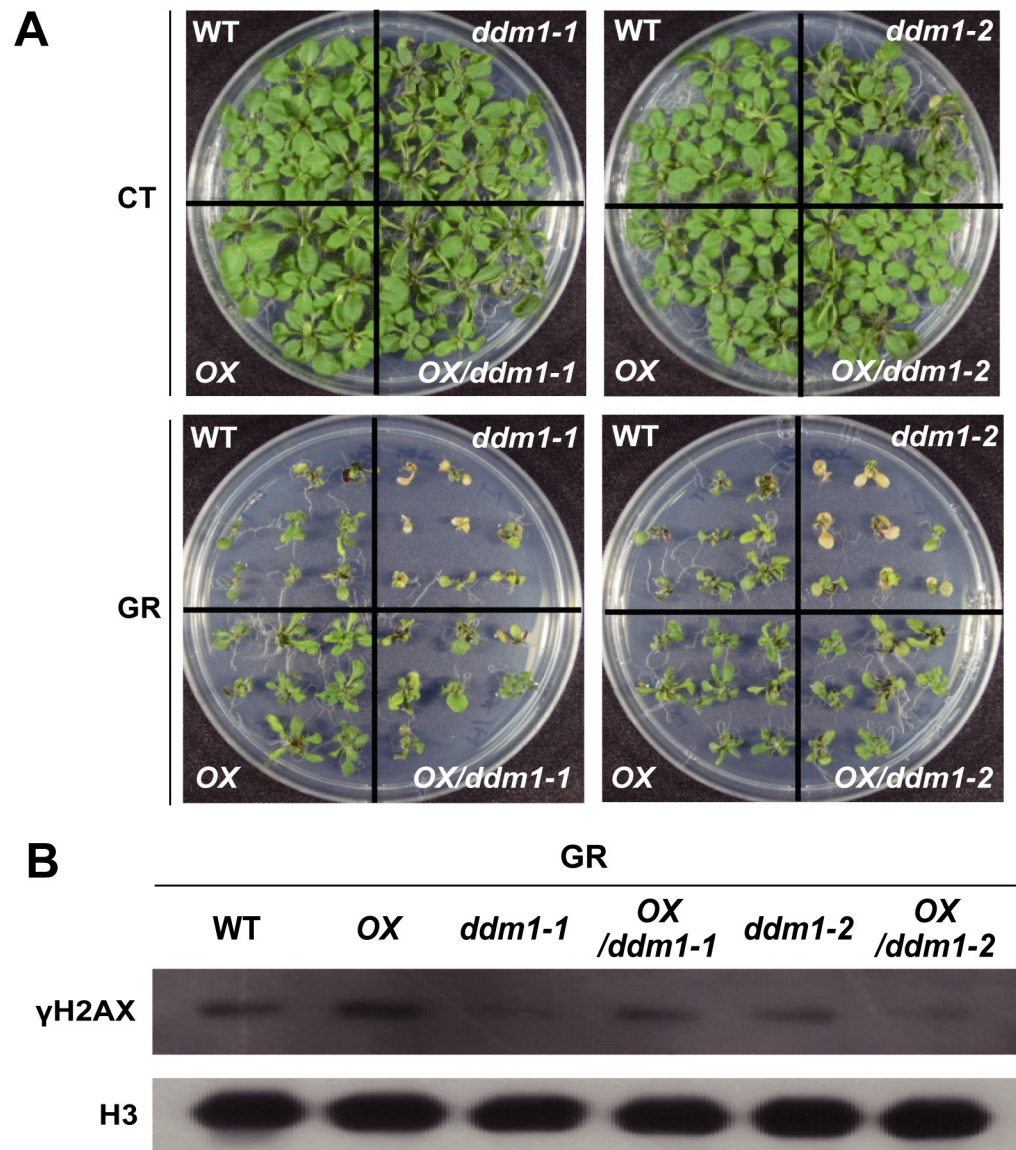 A
WT ddm1-1 WT ddm1-2
CT
OX OX/ddm1-1 OX OX/ddm1-2
WT ddm1-1 WT ddm1-2
GR
OX OX/ddm1-1 OX OX/ddm1-2
B
GR
WT OX ddm1-1 OX /ddm1-1 ddm1-2 OX /ddm1-2
γH2AX
H3